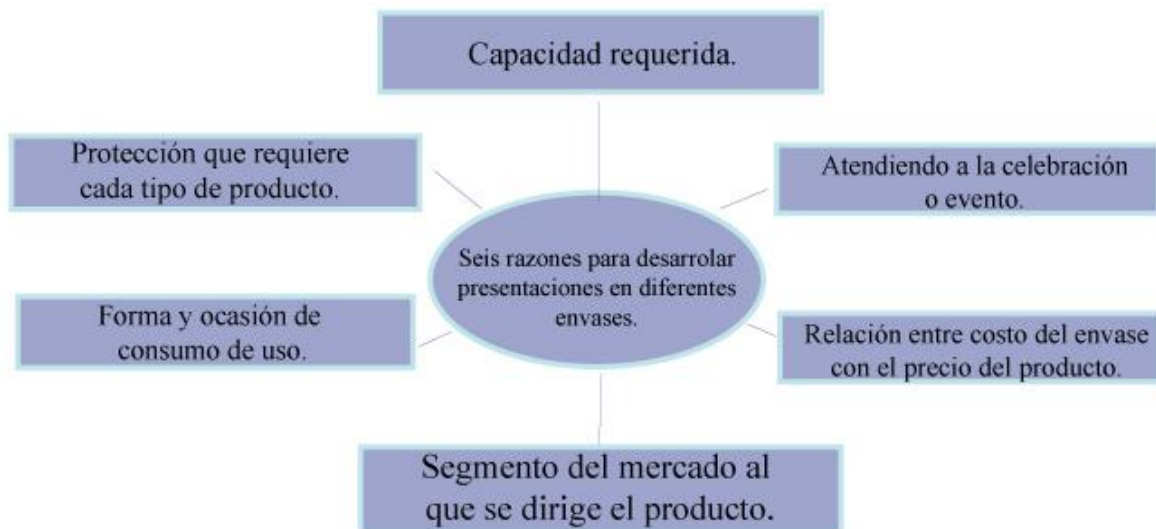 Capacidad requerida.
Protección que requiere
cada tipo de producto.
Atendiendo a la celebración
o evento.
Seis razones para desarrolar
presentaciones en diferentes
envases.
Forma y ocasión de
consumo de uso.
Relación entre costo del envase
con el precio del producto.
Segmento del mercado al
que se dirige el producto.